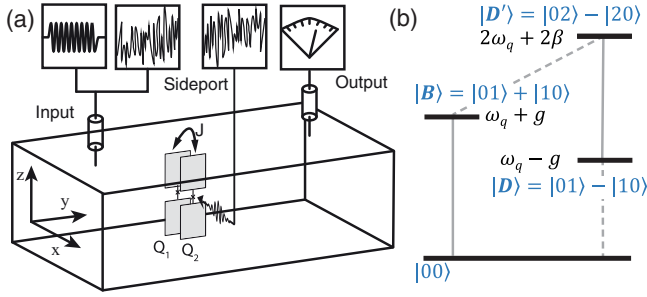 (a)
Sideport
Output
Input
J
z
y
x
Q₁
Q₂
(b)
|D'⟩ = |02⟩ − |20⟩
2ω_q + 2β
|B⟩ = |01⟩ + |10⟩
ω_q + g
ω_q − g
|D⟩ = |01⟩ − |10⟩
|00⟩